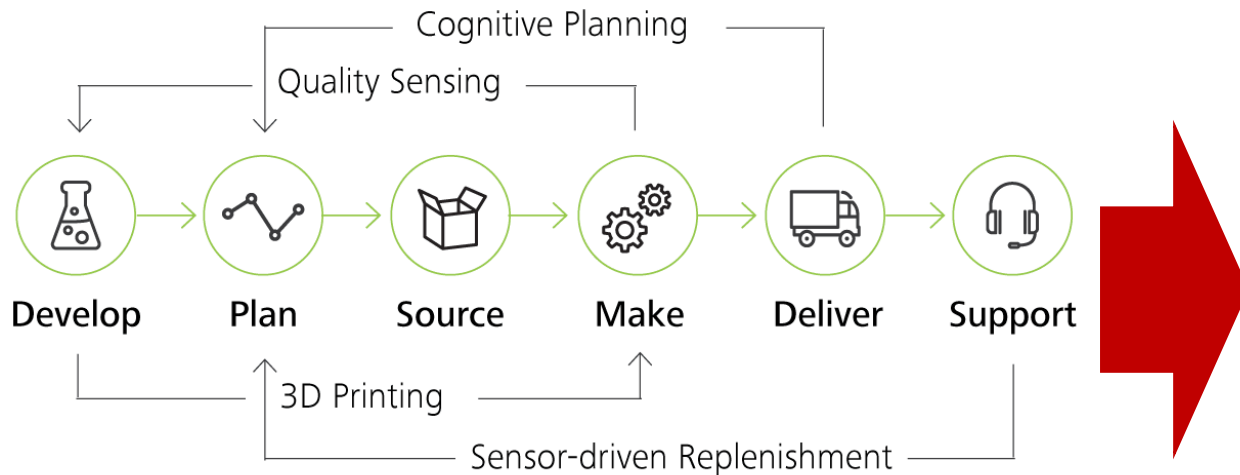 Cognitive Planning
Quality Sensing
Develop Plan Source Make Deliver Support
3D Printing
Sensor-driven Replenishment